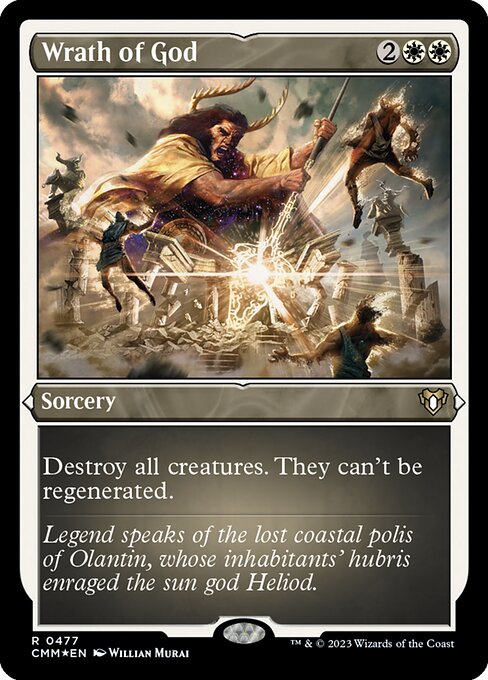 Wrath of God 2
Sorcery
Destroy all creatures. They can't be
regenerated.
Legend speaks of the lost coastal polis
of Olantin, whose inhabitants' hubris
enraged the sun god Heliod.
R 0477
CMM★EN Willian Murai
™ & © 2023 Wizards of the Coast